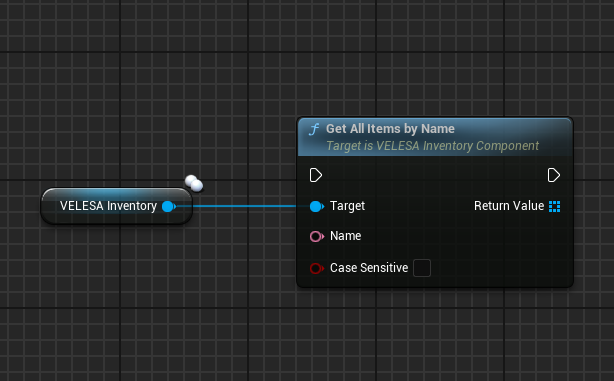 Get All Items by Name
Target is VELESA Inventory Component
VELESA Inventory
Target
Return Value
Name
Case Sensitive